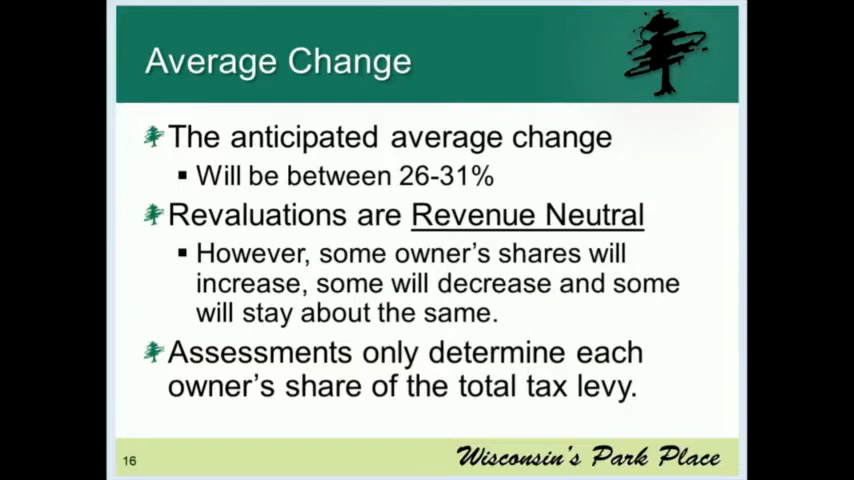 Average Change
The anticipated average change
Will be between 26-31%
Revaluations are Revenue Neutral
However, some owner's shares will
increase, some will decrease and some
will stay about the same.
Assessments only determine each
owner's share of the total tax levy.
16
Wisconsin's Park Place